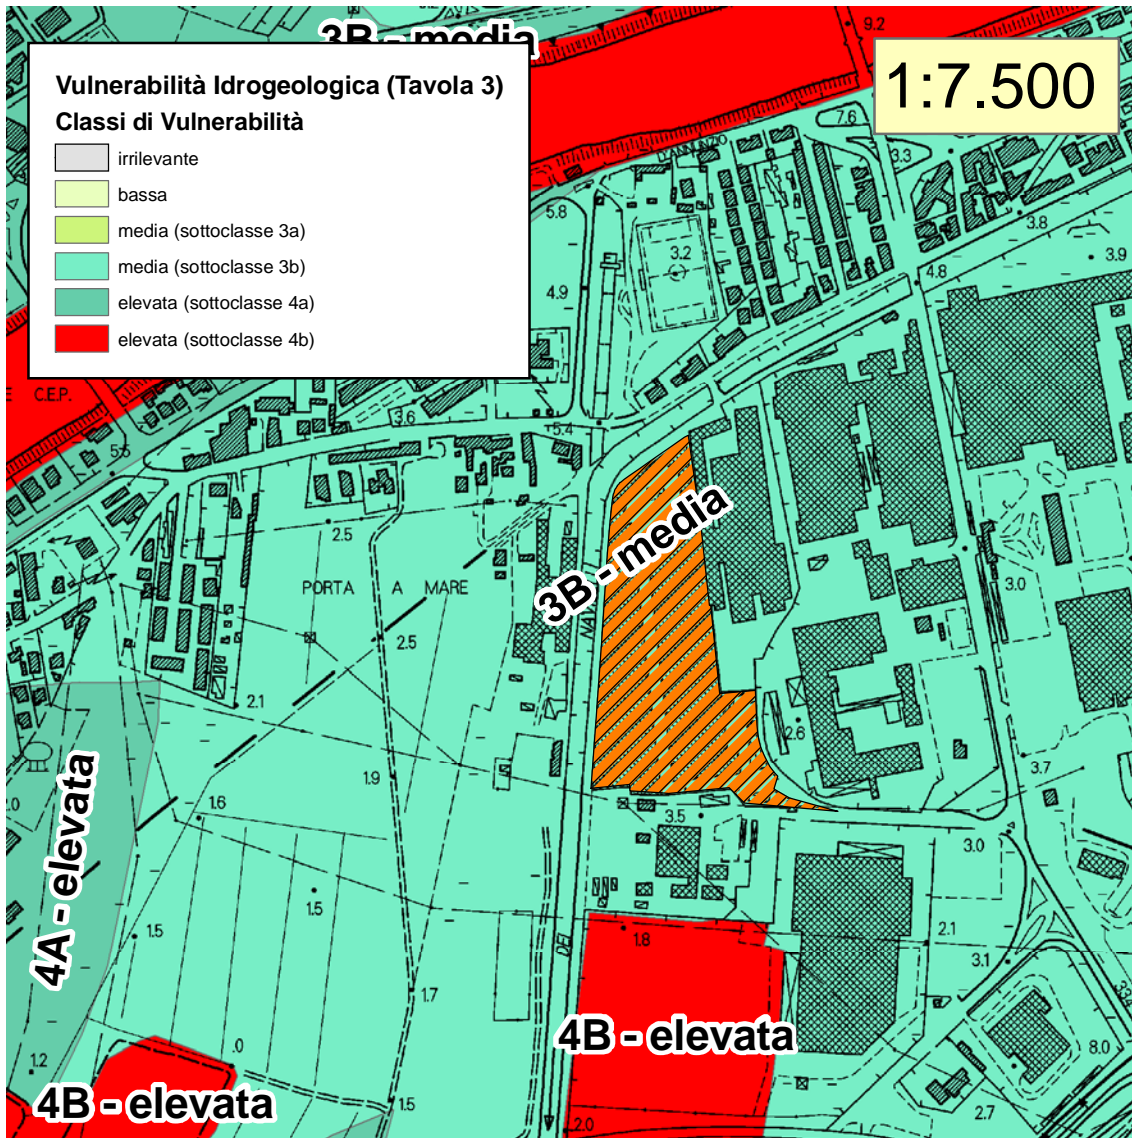 3B - media
9.2
Vulnerabilità Idrogeologica (Tavola 3)
Classi di Vulnerabilità
irrilevante
bassa
media (sottoclasse 3a)
media (sottoclasse 3b)
elevata (sottoclasse 4a)
elevata (sottoclasse 4b)
1:7.500
7.6
D'ANNUNZIO
3.3
5.8
3.8
3.2
3.9
4.8
4.9
E C.E.P.
3.6
5.4
5.5
3B - media
2.5
PORTA A MARE
3.0
2.5
2.1
2.6
3.7
1.9
1.6
2.0
3.5
3.0
4A - elevata
1.5
1.5
1.8
2.1
DEI
3.1
1.7
4B - elevata
8.0
1.2
.0
4B - elevata
1.5
2.7
2.0